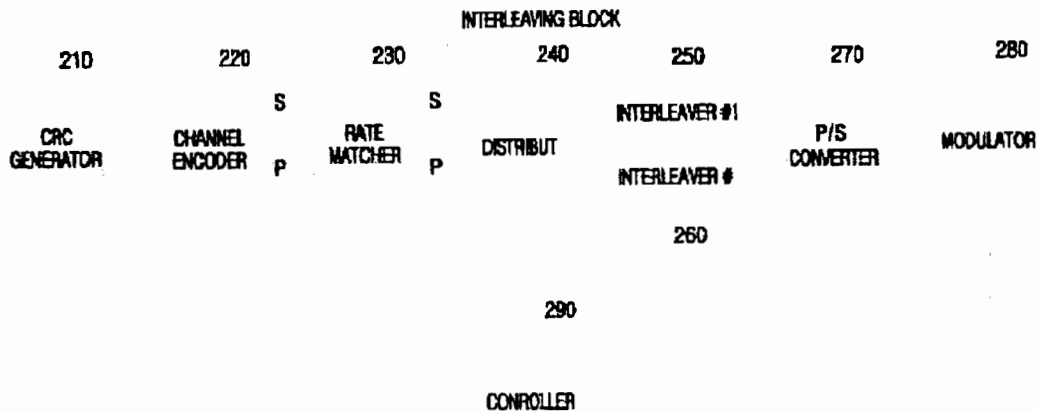 INTERLEAVING BLOCK
210 220 230 240 250 270 280
S S
INTERLEAVER #1
CRC GENERATOR
CHANNEL ENCODER
RATE MATCHER
DISTRIBUT
P/S CONVERTER
MODULATOR
P P
INTERLEAVER #
260
290
CONROLLER